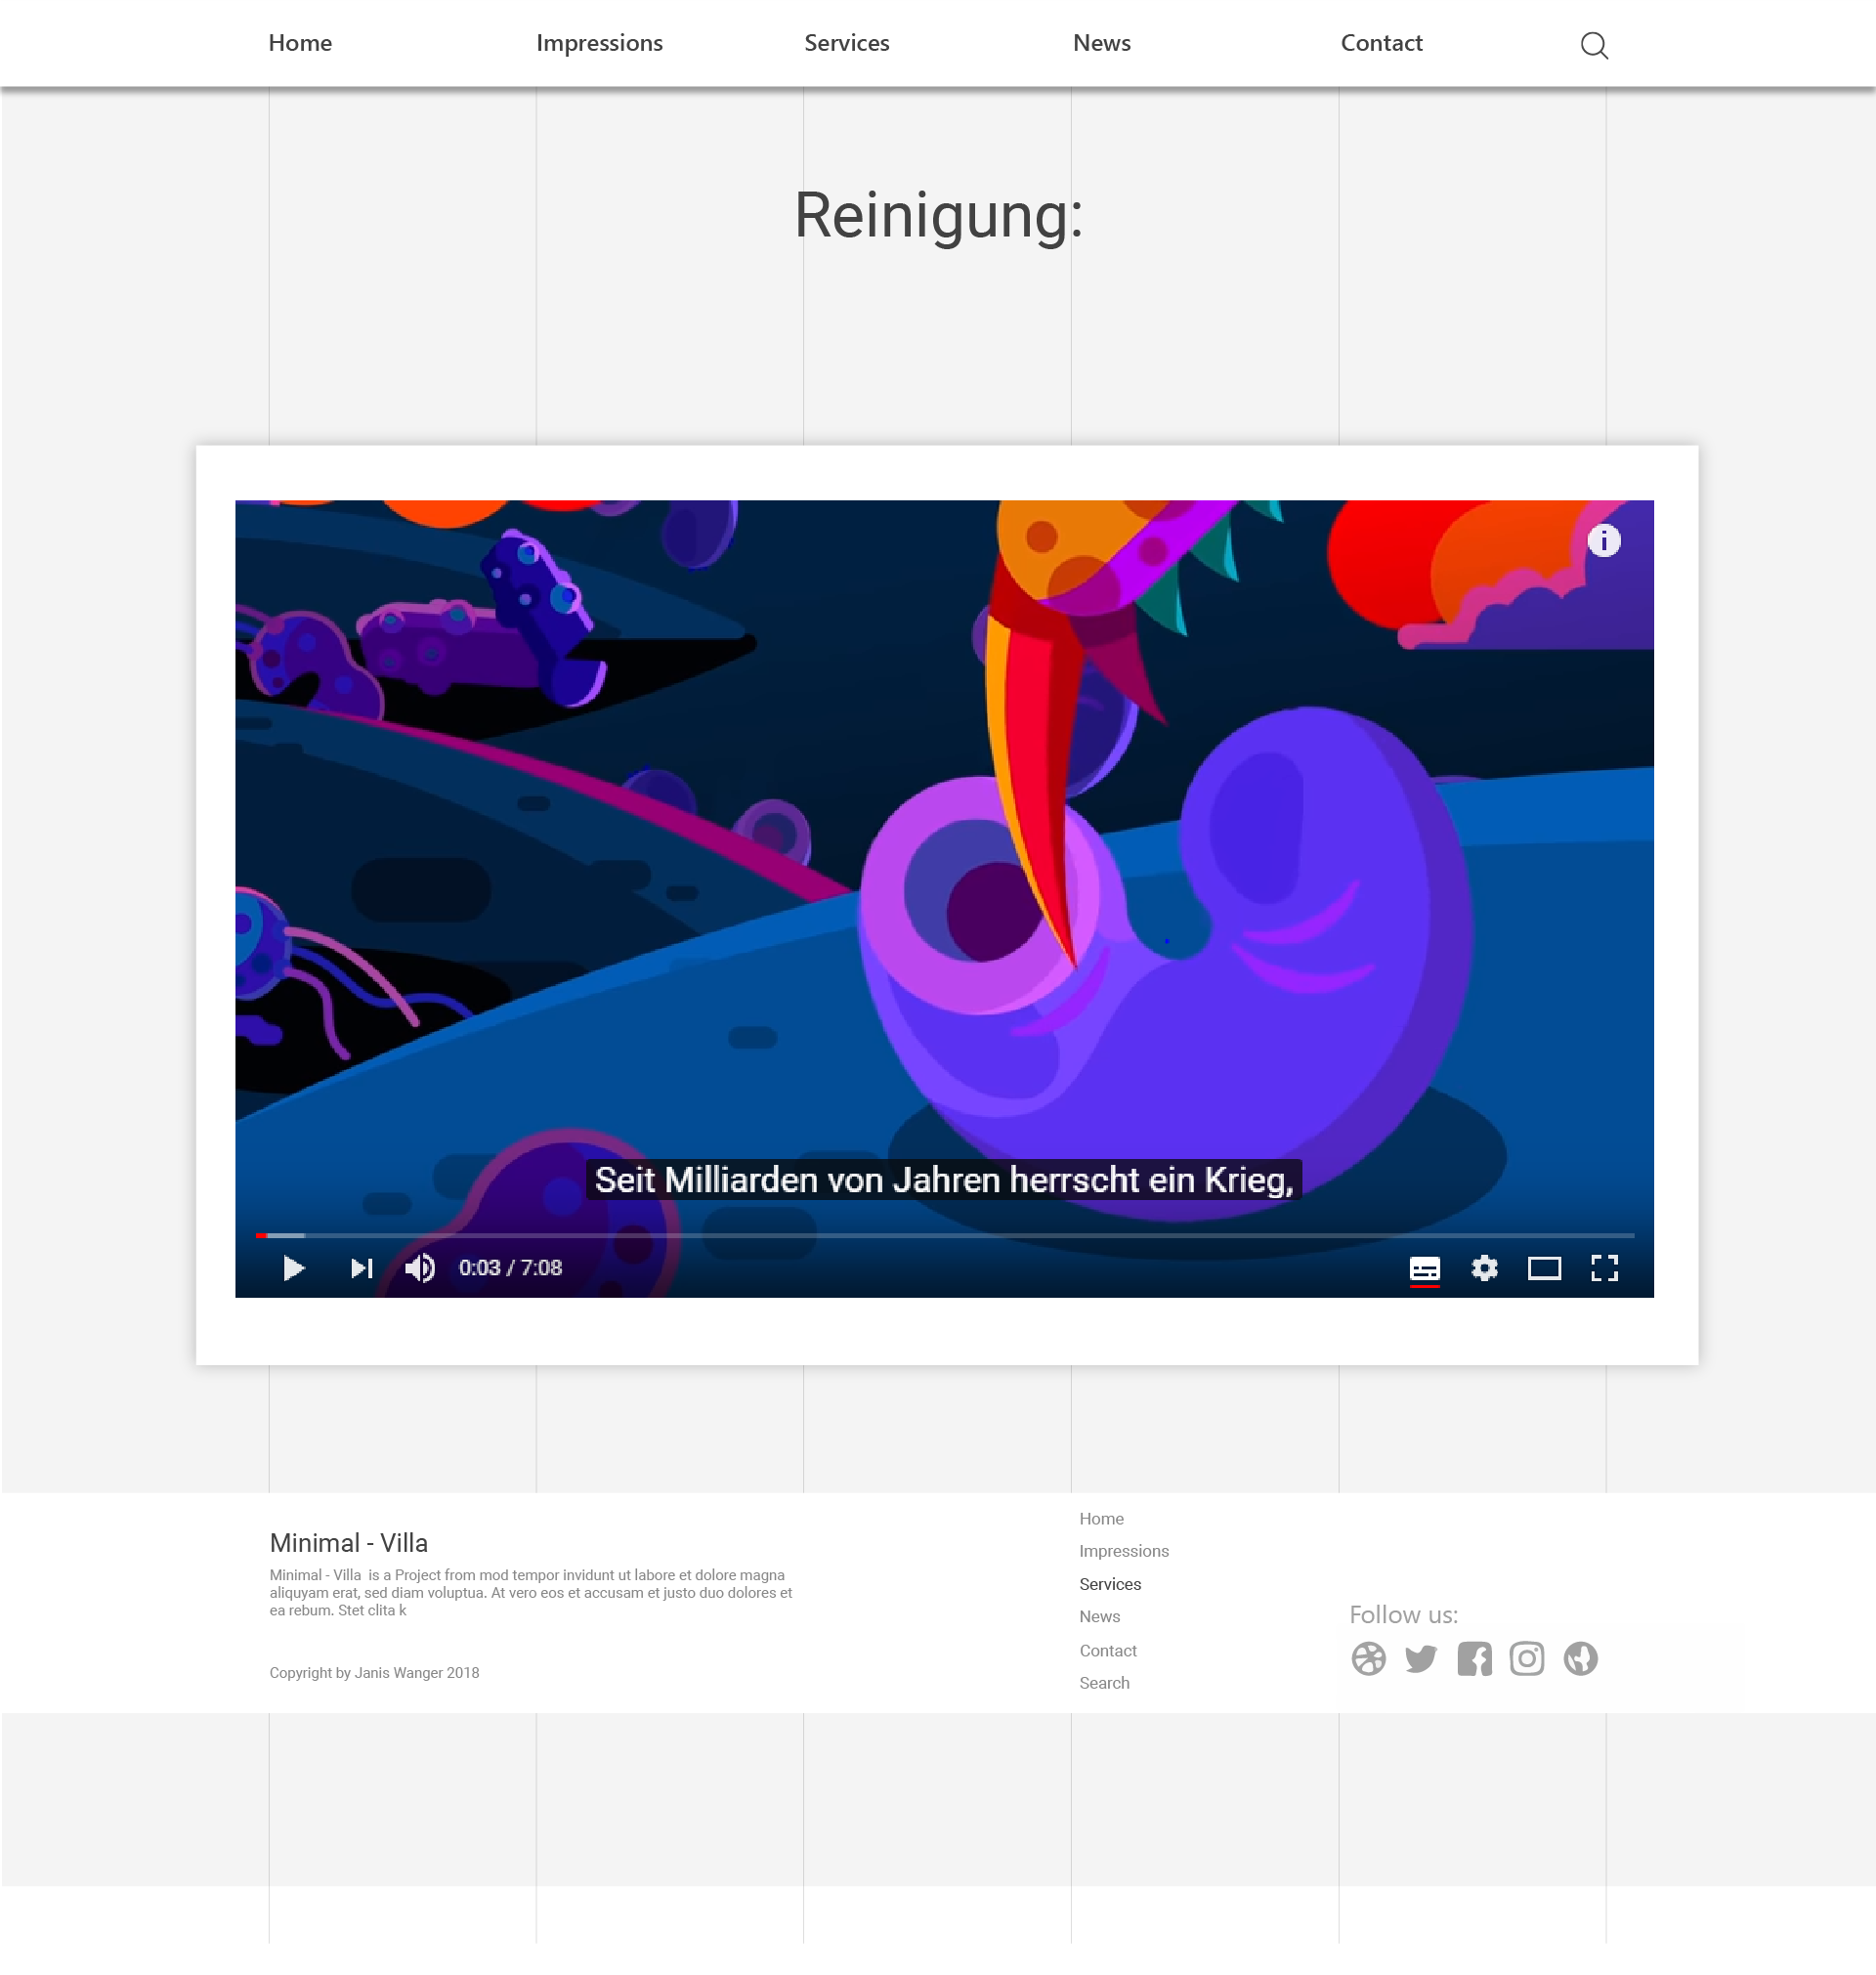 Home Impressions Services News Contact
Reinigung:
Seit Milliarden von Jahren herrscht ein Krieg,
0:03 / 7:08
Minimal - Villa
Minimal - Villa  is a Project from mod tempor invidunt ut labore et dolore magna
aliquyam erat, sed diam voluptua. At vero eos et accusam et justo duo dolores et
ea rebum. Stet clita k
Copyright by Janis Wanger 2018
Home
Impressions
Services
News
Contact
Search
Follow us: